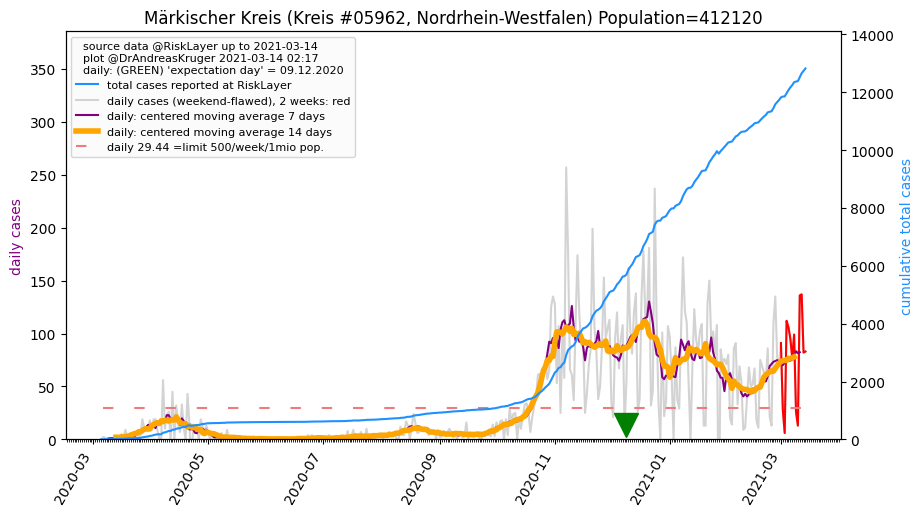 Märkischer Kreis (Kreis #05962, Nordrhein-Westfalen) Population=412120
source data @RiskLayer up to 2021-03-14
plot @DrAndreasKruger 2021-03-14 02:17
daily: (GREEN) 'expectation day' = 09.12.2020
total cases reported at RiskLayer
daily cases (weekend-flawed), 2 weeks: red
daily: centered moving average 7 days
daily: centered moving average 14 days
daily 29.44 =limit 500/week/1mio pop.
daily cases
350
300
250
200
150
100
50
0
14000
12000
10000
8000
6000
4000
2000
0
cumulative total cases
2020-03
2020-05
2020-07
2020-09
2020-11
2021-01
2021-03